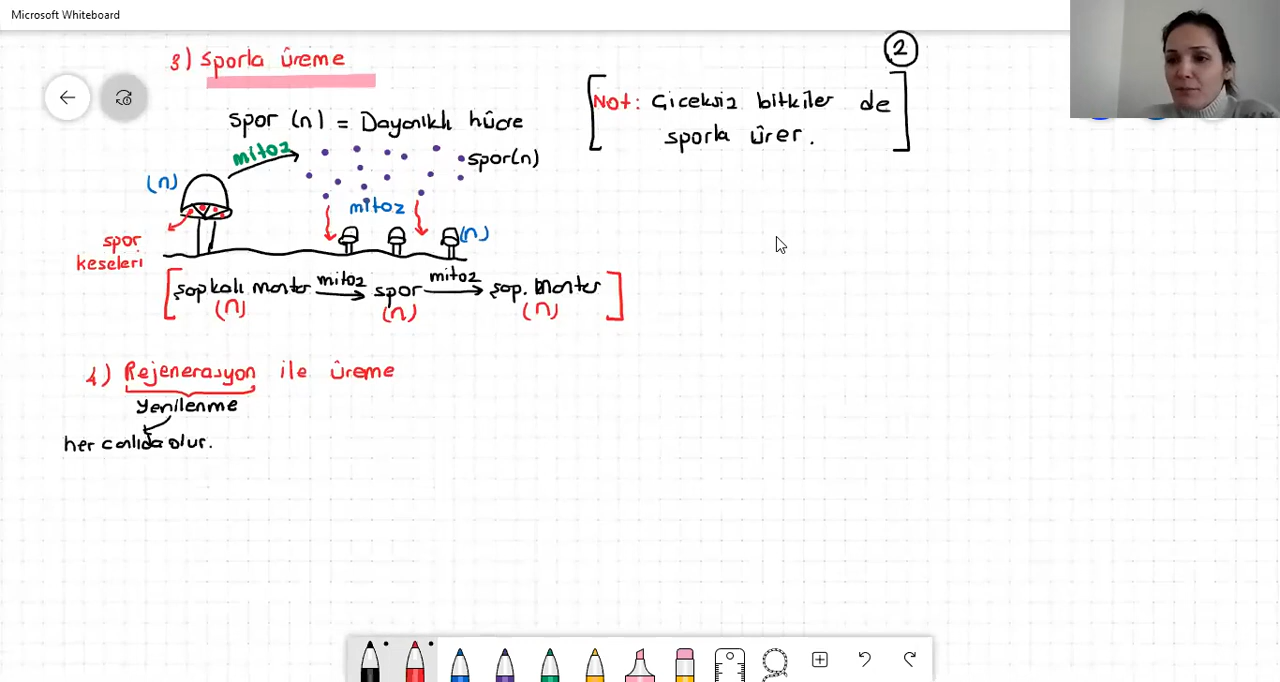 Microsoft Whiteboard
2
3) Sporla üreme
Not: Çiceksiz bitkiler de
sporla ürer.
spor (n) = Dayanıklı hücre
mitoz
spor(n)
(n)
mitoz
(n)
spor
keseleri
şapkalı mantar mitoz spor mitoz şap. mantar
(n) (n) (n)
4) Rejenerasyon ile üreme
yenilenme
her canlıda olur.